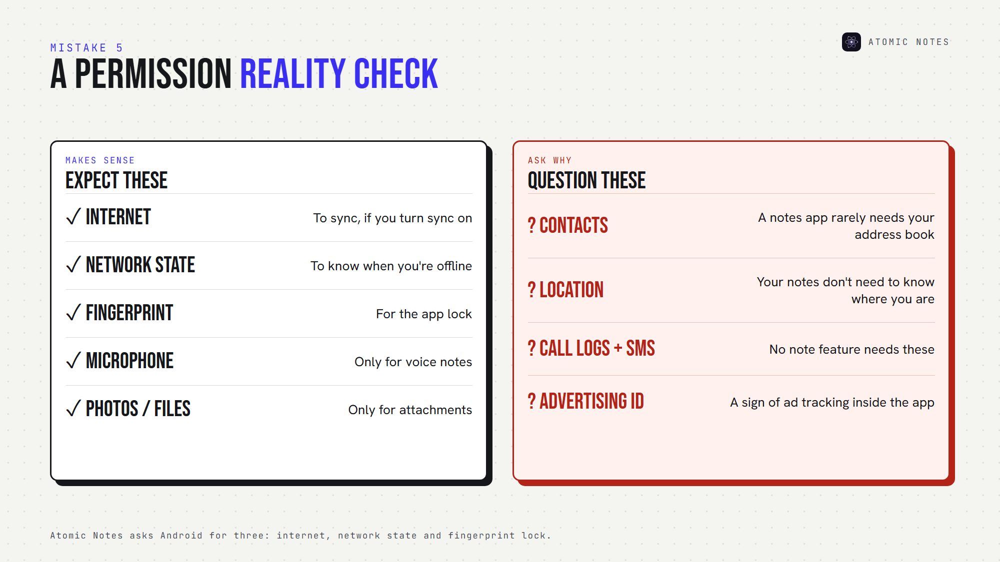 MISTAKE 5
A PERMISSION REALITY CHECK
ATOMIC NOTES
MAKES SENSE
EXPECT THESE
✓ INTERNET To sync, if you turn sync on
✓ NETWORK STATE To know when you're offline
✓ FINGERPRINT For the app lock
✓ MICROPHONE Only for voice notes
✓ PHOTOS / FILES Only for attachments
ASK WHY
QUESTION THESE
? CONTACTS A notes app rarely needs your
address book
? LOCATION Your notes don't need to know
where you are
? CALL LOGS + SMS No note feature needs these
? ADVERTISING ID A sign of ad tracking inside the app
Atomic Notes asks Android for three: internet, network state and fingerprint lock.